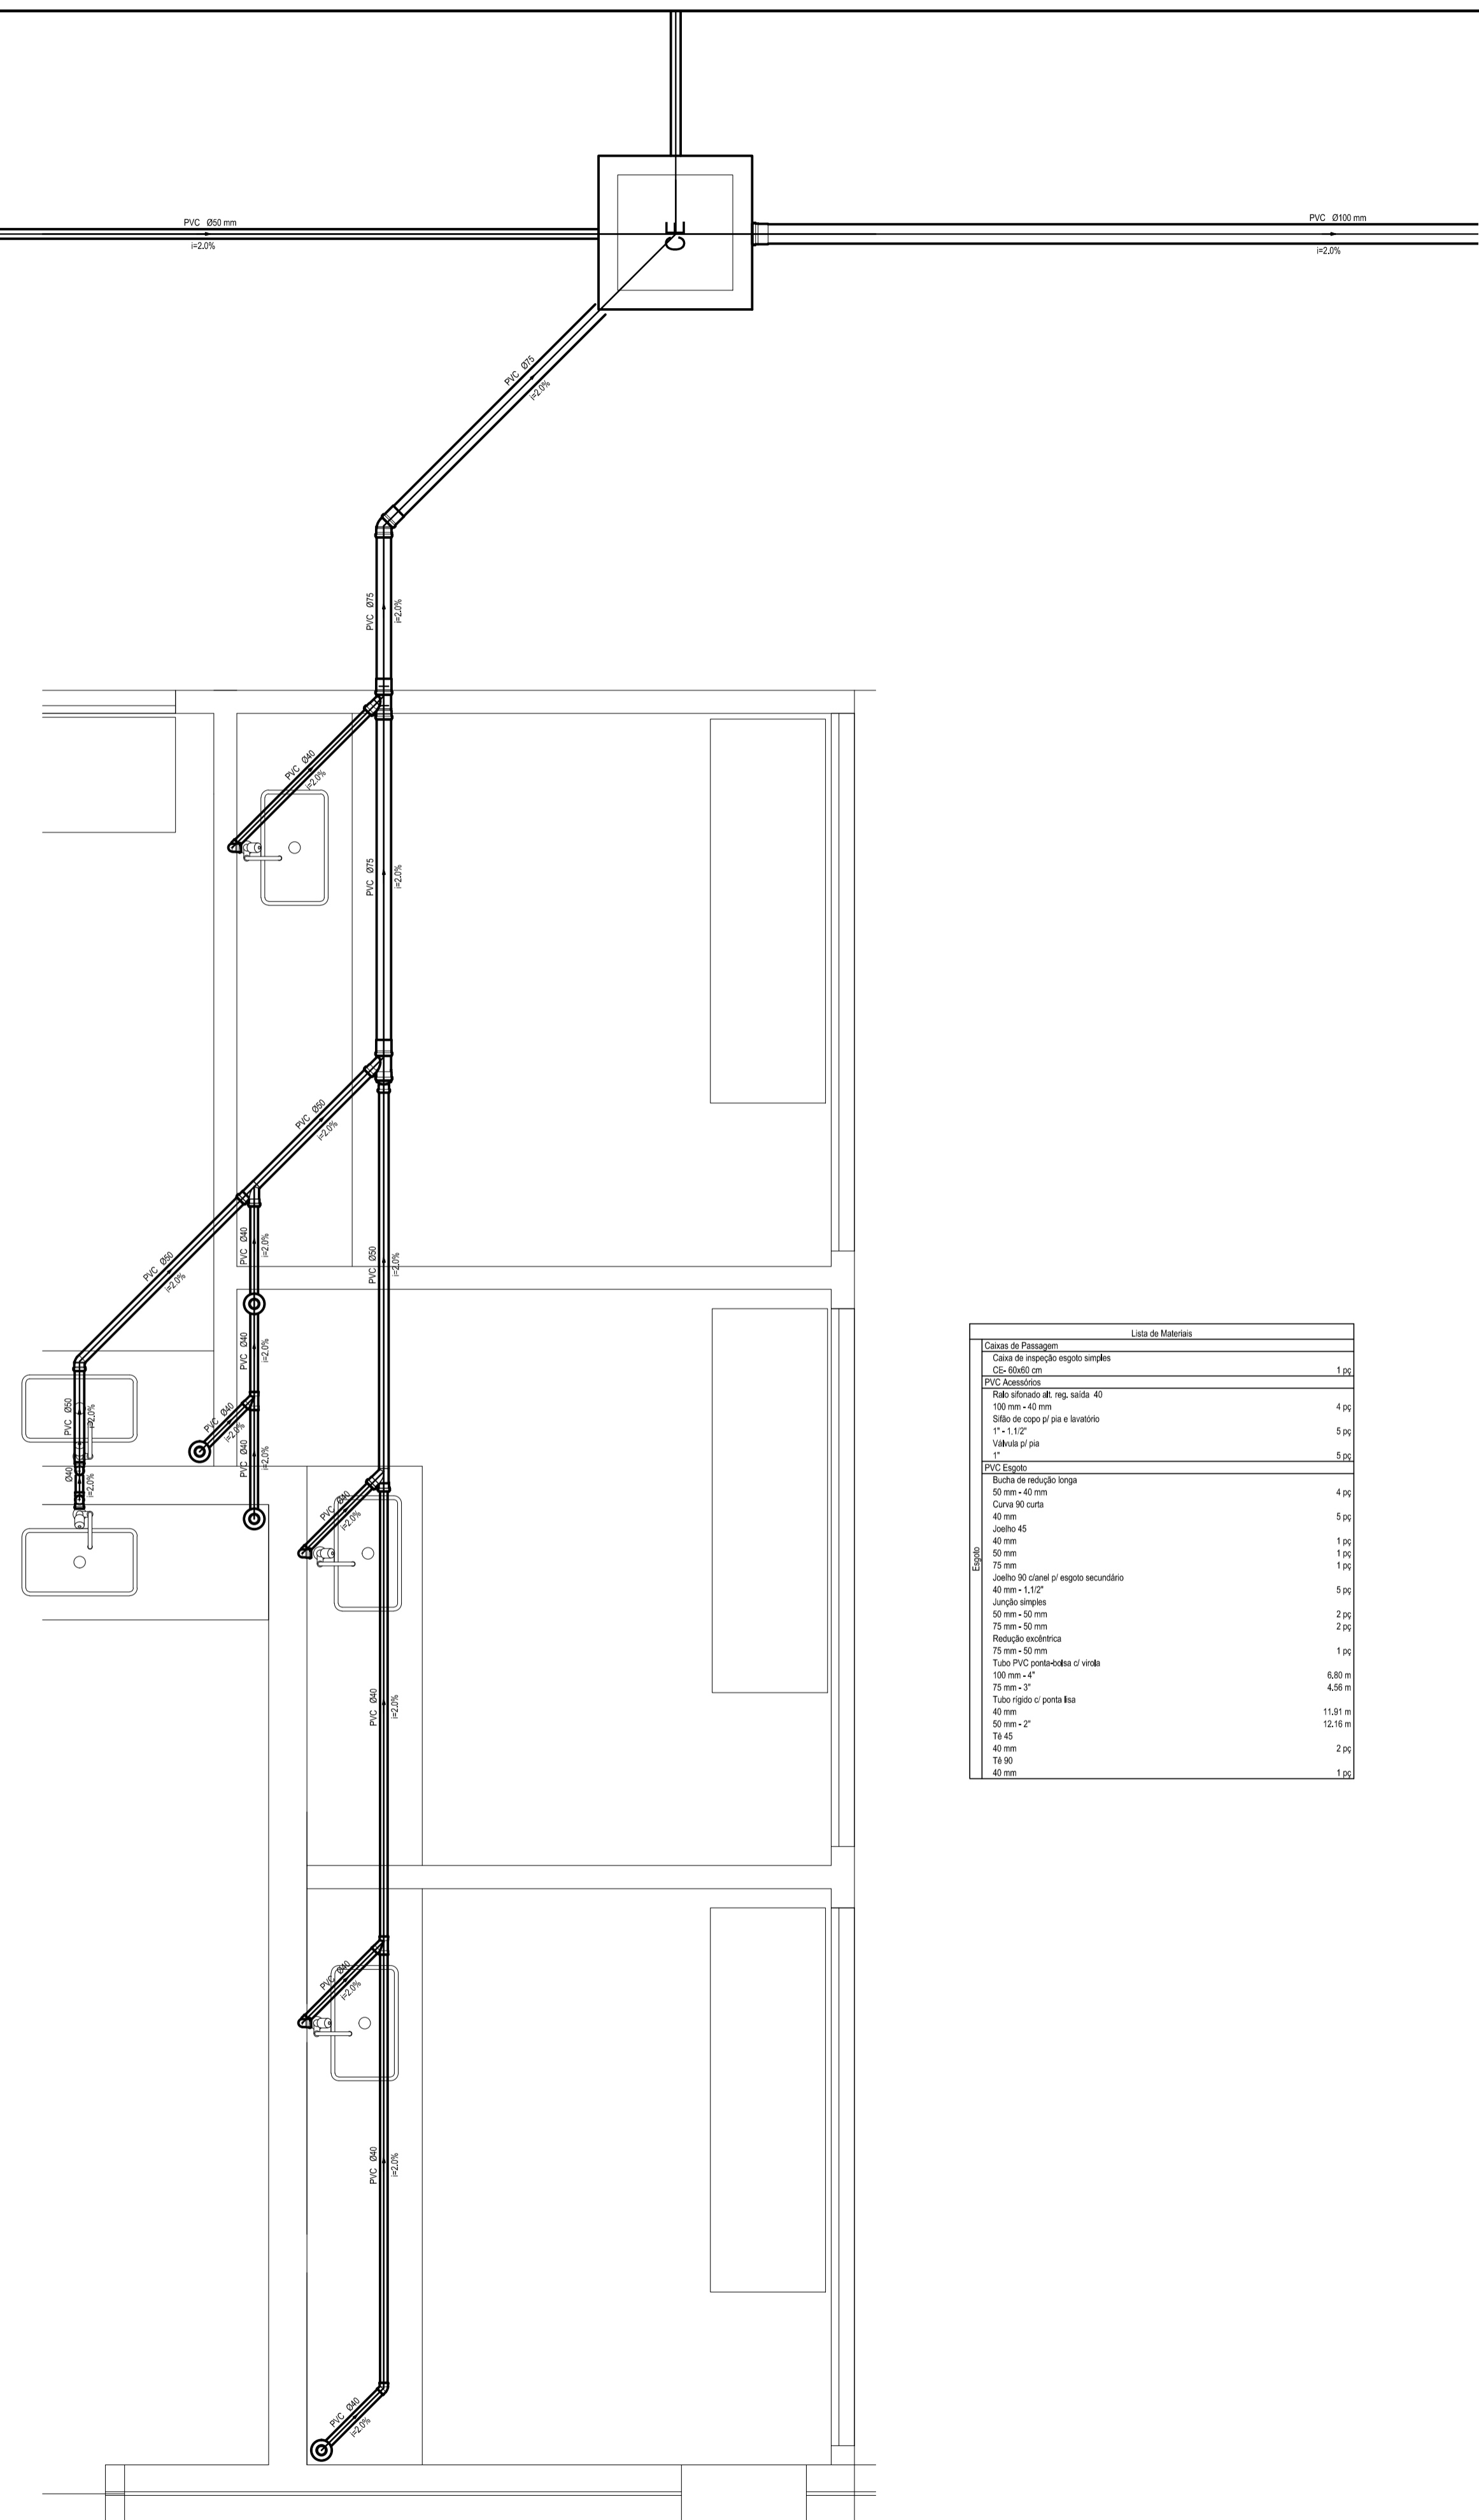 PVC Ø50 mm
i=2.0%
CE
PVC Ø100 mm
i=2.0%
PVC Ø75
i=2.0%
PVC Ø75
i=2.0%
PVC Ø40
i=2.0%
PVC Ø75
i=2.0%
PVC Ø50
i=2.0%
PVC Ø40
i=2.0%
PVC Ø50
i=2.0%
PVC Ø50
i=2.0%
PVC Ø40
i=2.0%
PVC Ø50
i=2.0%
PVC Ø40
i=2.0%
PVC Ø40
i=2.0%
Ø40
i=2.0%
PVC Ø40
i=2.0%
PVC Ø40
i=2.0%
PVC Ø40
i=2.0%
PVC Ø40
i=2.0%
PVC Ø40
i=2.0%
Lista de Materiais
Esgoto
Caixas de Passagem
Caixa de inspeção esgoto simples
CE- 60x60 cm 1 pç
PVC Acessórios
Ralo sifonado alt. reg. saída 40
100 mm - 40 mm 4 pç
Sifão de copo p/ pia e lavatório
1" - 1.1/2" 5 pç
Válvula p/ pia
1" 5 pç
PVC Esgoto
Bucha de redução longa
50 mm - 40 mm 4 pç
Curva 90 curta
40 mm 5 pç
Joelho 45
40 mm 1 pç
50 mm 1 pç
75 mm 1 pç
Joelho 90 c/anel p/ esgoto secundário
40 mm - 1.1/2" 5 pç
Junção simples
50 mm - 50 mm 2 pç
75 mm - 50 mm 2 pç
Redução excêntrica
75 mm - 50 mm 1 pç
Tubo PVC ponta-bolsa c/ virola
100 mm - 4" 6.80 m
75 mm - 3" 4.56 m
Tubo rígido c/ ponta lisa
40 mm 11.91 m
50 mm - 2" 12.16 m
Tê 45
40 mm 2 pç
Tê 90
40 mm 1 pç